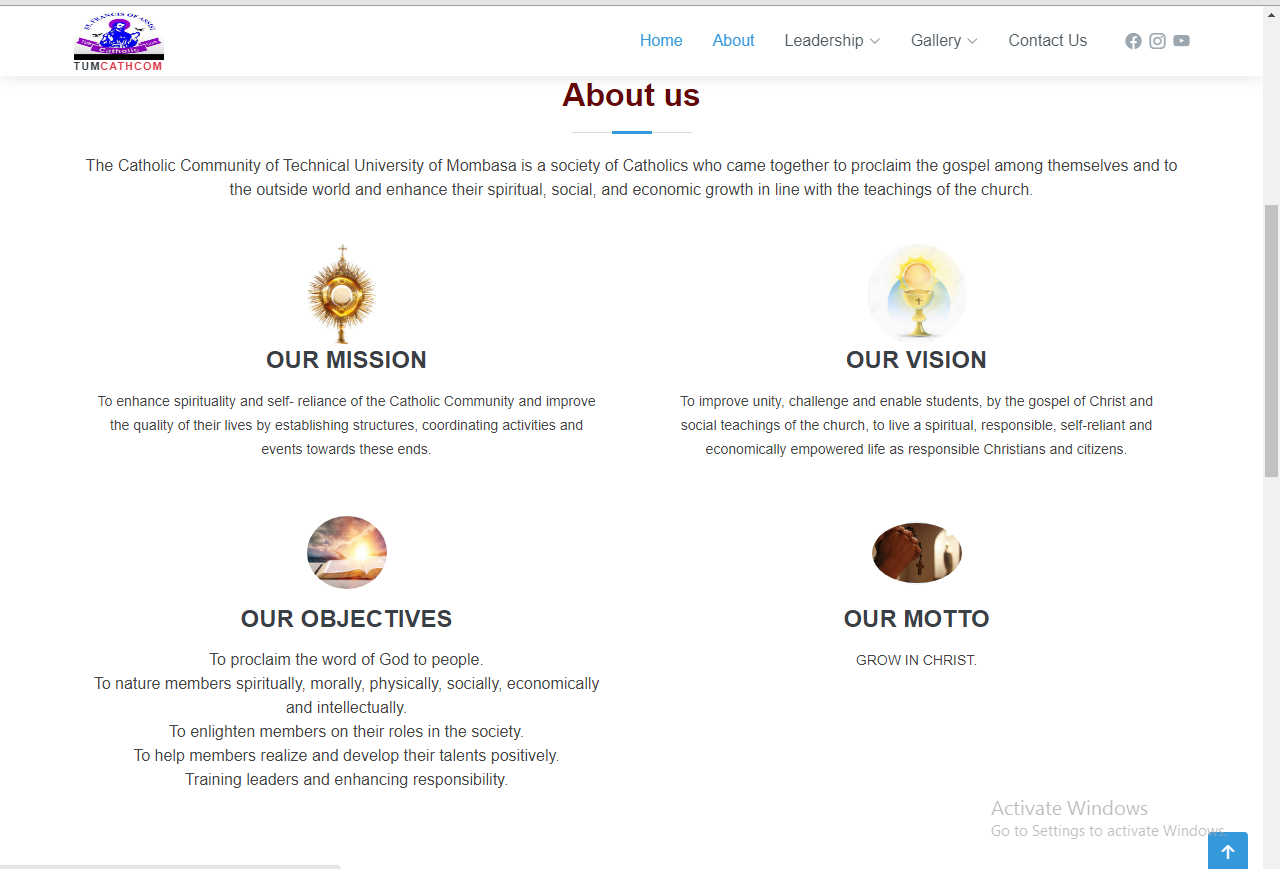 ST. FRANCIS OF ASSISI
Catholic
TUMCATHCOM
Home About Leadership Gallery Contact Us
About us
The Catholic Community of Technical University of Mombasa is a society of Catholics who came together to proclaim the gospel among themselves and to
the outside world and enhance their spiritual, social, and economic growth in line with the teachings of the church.
OUR MISSION
To enhance spirituality and self- reliance of the Catholic Community and improve
the quality of their lives by establishing structures, coordinating activities and
events towards these ends.
OUR VISION
To improve unity, challenge and enable students, by the gospel of Christ and
social teachings of the church, to live a spiritual, responsible, self-reliant and
economically empowered life as responsible Christians and citizens.
OUR OBJECTIVES
To proclaim the word of God to people.
To nature members spiritually, morally, physically, socially, economically
and intellectually.
To enlighten members on their roles in the society.
To help members realize and develop their talents positively.
Training leaders and enhancing responsibility.
OUR MOTTO
GROW IN CHRIST.
Activate Windows
Go to Settings to activate Windows.